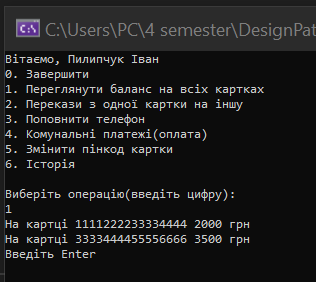 C:\Users\PC\4 semester\DesignPat
Вітаємо, Пилипчук Іван
0. Завершити
1. Переглянути баланс на всіх картках
2. Перекази з одної картки на іншу
3. Поповнити телефон
4. Комунальні платежі(оплата)
5. Змінити пінкод картки
6. Історія
Виберіть операцію(введіть цифру):
1
На картці 1111222233334444 2000 грн
На картці 3333444455556666 3500 грн
Введіть Enter